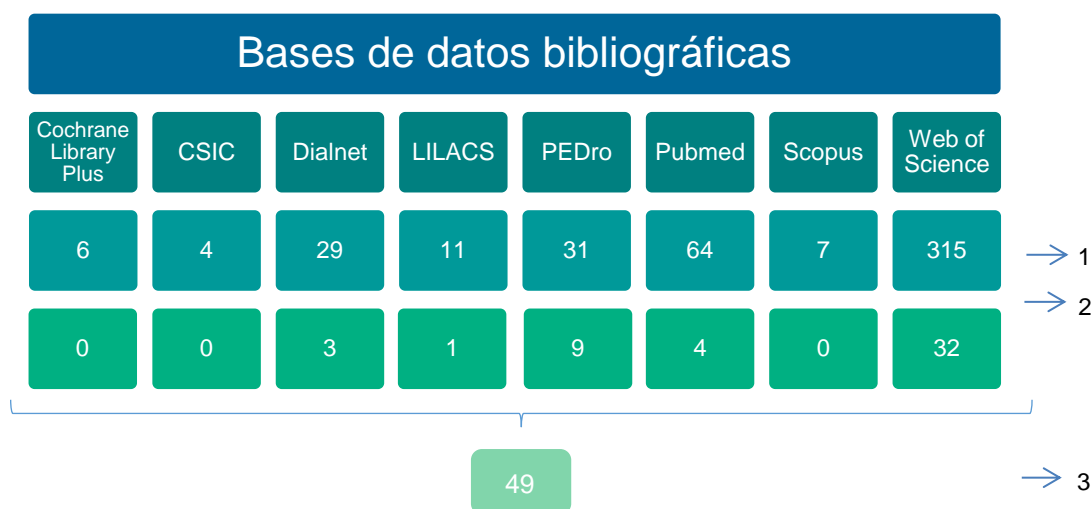 Bases de datos bibliográficas
Cochrane
Library
Plus
CSIC
Dialnet
LILACS
PEDro
Pubmed
Scopus
Web of
Science
6
4
29
11
31
64
7
315
1
2
0
0
3
1
9
4
0
32
49
3